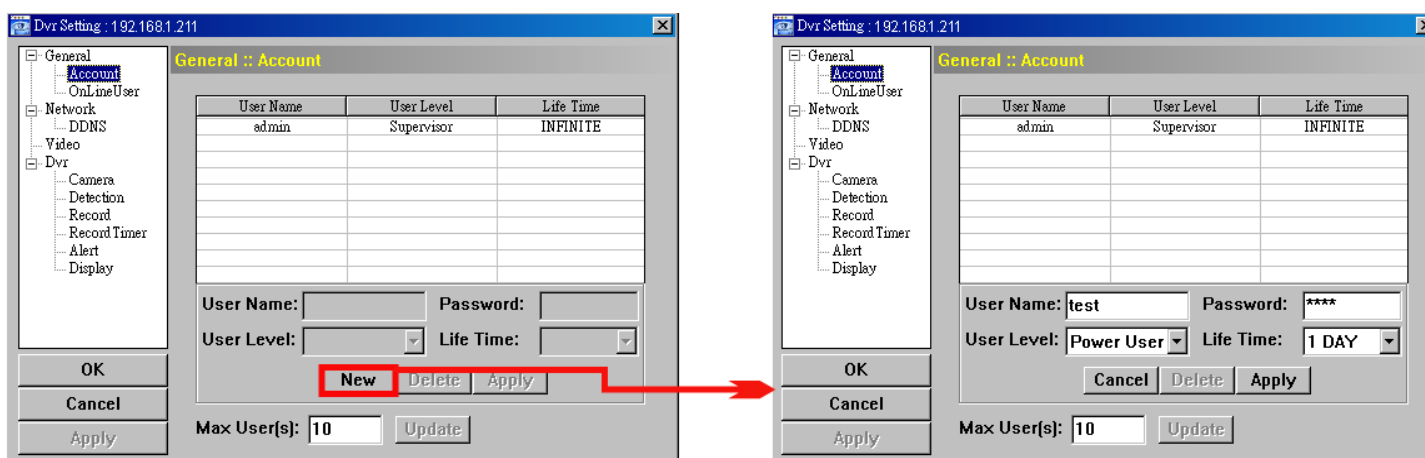 Dvr Setting : 192.168.1.211
General
Account
OnLineUser
Network
DDNS
Video
Dvr
Camera
Detection
Record
Record Timer
Alert
Display
OK
Cancel
Apply
General :: Account
User Name User Level Life Time
admin Supervisor INFINITE
User Name: Password:
User Level: Life Time:
New Delete Apply
Max User(s): 10 Update
Dvr Setting : 192.168.1.211
General
Account
OnLineUser
Network
DDNS
Video
Dvr
Camera
Detection
Record
Record Timer
Alert
Display
OK
Cancel
Apply
General :: Account
User Name User Level Life Time
admin Supervisor INFINITE
User Name: test Password: ****
User Level: Power User Life Time: 1 DAY
Cancel Delete Apply
Max User(s): 10 Update